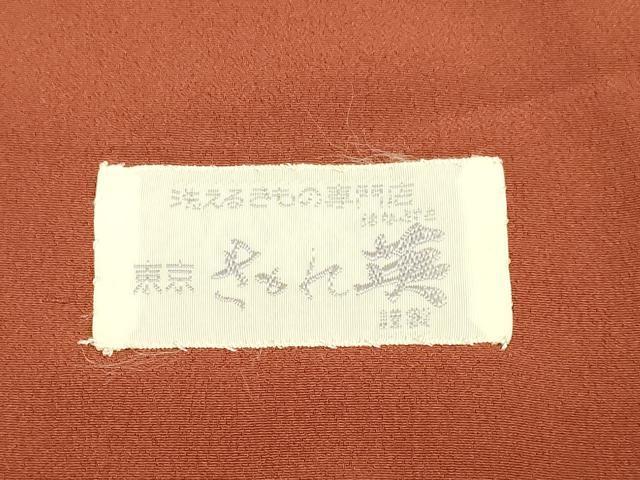 洗えるきもの専門店
東京 きもの英
謹製